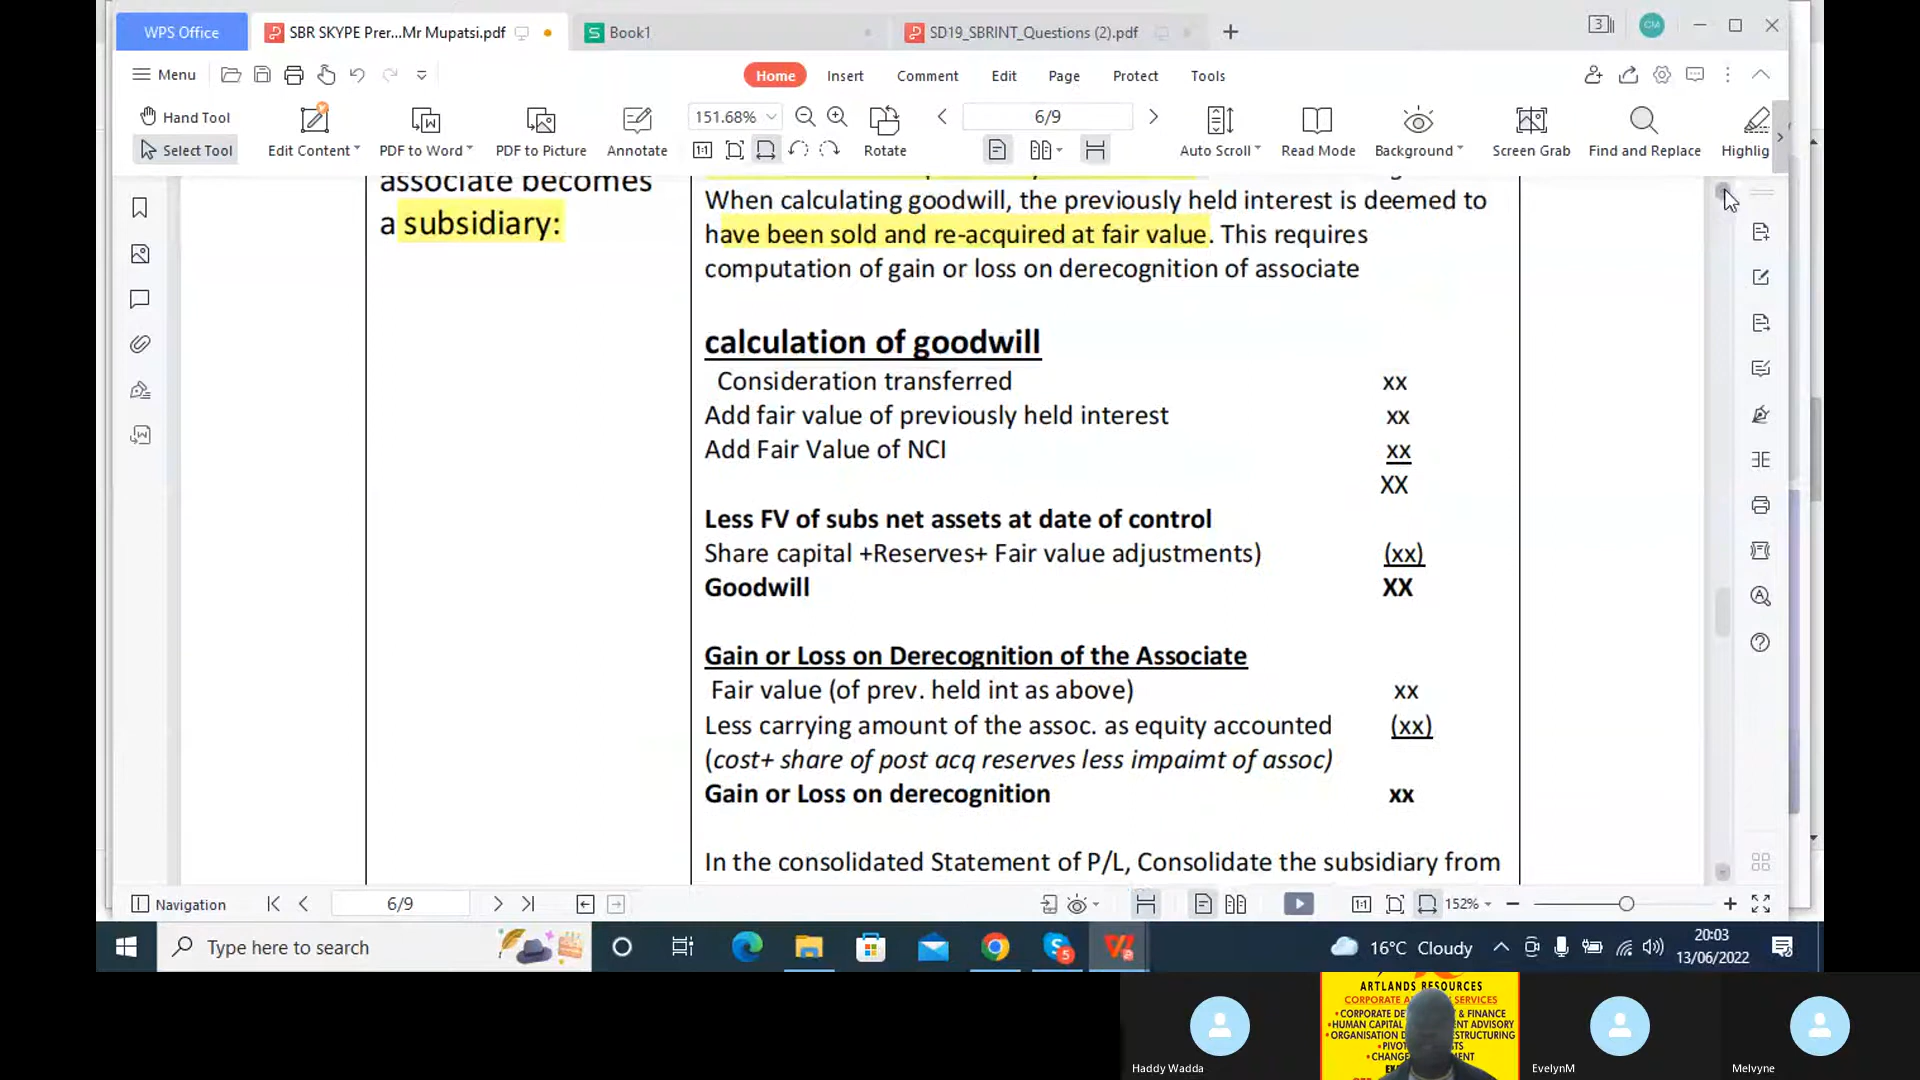 WPS Office
SBR SKYPE Prer...Mr Mupatsi.pdf
Book1
SD19_SBRINT_Questions (2).pdf
3
CM
Menu
Home
Insert
Comment
Edit
Page
Protect
Tools
Hand Tool
Select Tool
Edit Content
PDF to Word
PDF to Picture
Annotate
151.68%
Rotate
6/9
Auto Scroll
Read Mode
Background
Screen Grab
Find and Replace
Highlig
associate becomes
a subsidiary:
When calculating goodwill, the previously held interest is deemed to
have been sold and re-acquired at fair value. This requires
computation of gain or loss on derecognition of associate
calculation of goodwill
Consideration transferred xx
Add fair value of previously held interest xx
Add Fair Value of NCI xx
XX
Less FV of subs net assets at date of control
Share capital +Reserves+ Fair value adjustments) (xx)
Goodwill XX
Gain or Loss on Derecognition of the Associate
Fair value (of prev. held int as above) xx
Less carrying amount of the assoc. as equity accounted (xx)
(cost+ share of post acq reserves less impaimt of assoc)
Gain or Loss on derecognition xx
In the consolidated Statement of P/L, Consolidate the subsidiary from
Navigation
6/9
1:1
152%
Type here to search
5
16°C Cloudy
20:03
13/06/2022
ARTLANDS RESOURCES
SERVICES
& FINANCE
ADVISORY
Haddy Wadda
EvelynM
Melvyne